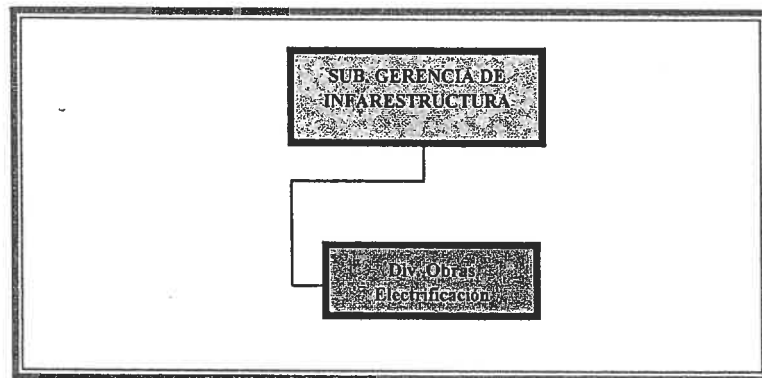 SUB. GERENCIA DE
INFARESTRUCTURA
Div. Obras
Electrificación